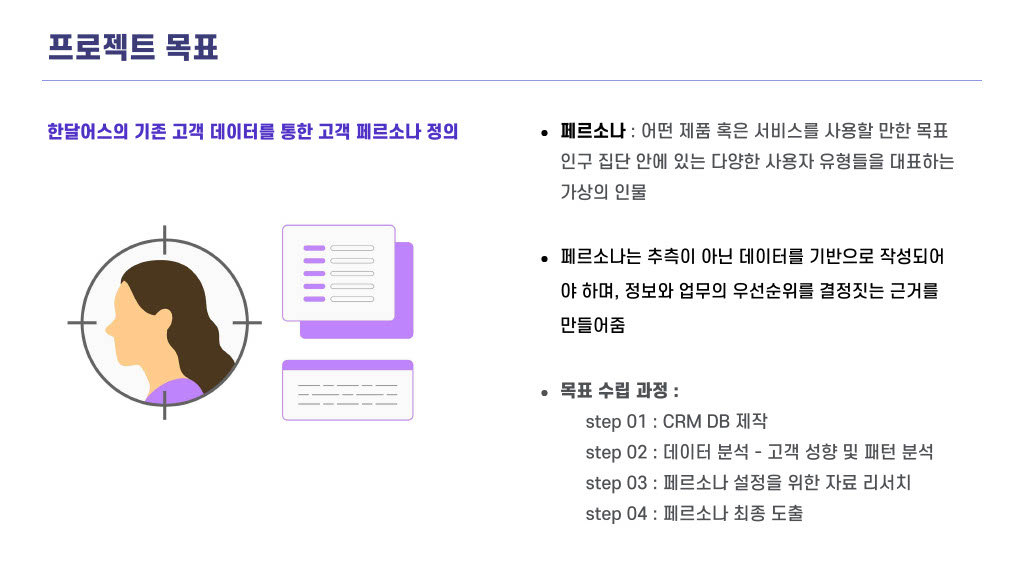 프로젝트 목표
한달어스의 기존 고객 데이터를 통한 고객 페르소나 정의
• 페르소나 : 어떤 제품 혹은 서비스를 사용할 만한 목표
인구 집단 안에 있는 다양한 사용자 유형들을 대표하는
가상의 인물
• 페르소나는 추측이 아닌 데이터를 기반으로 작성되어
야 하며, 정보와 업무의 우선순위를 결정짓는 근거를
만들어줌
• 목표 수립 과정 :
step 01 : CRM DB 제작
step 02 : 데이터 분석 - 고객 성향 및 패턴 분석
step 03 : 페르소나 설정을 위한 자료 리서치
step 04 : 페르소나 최종 도출